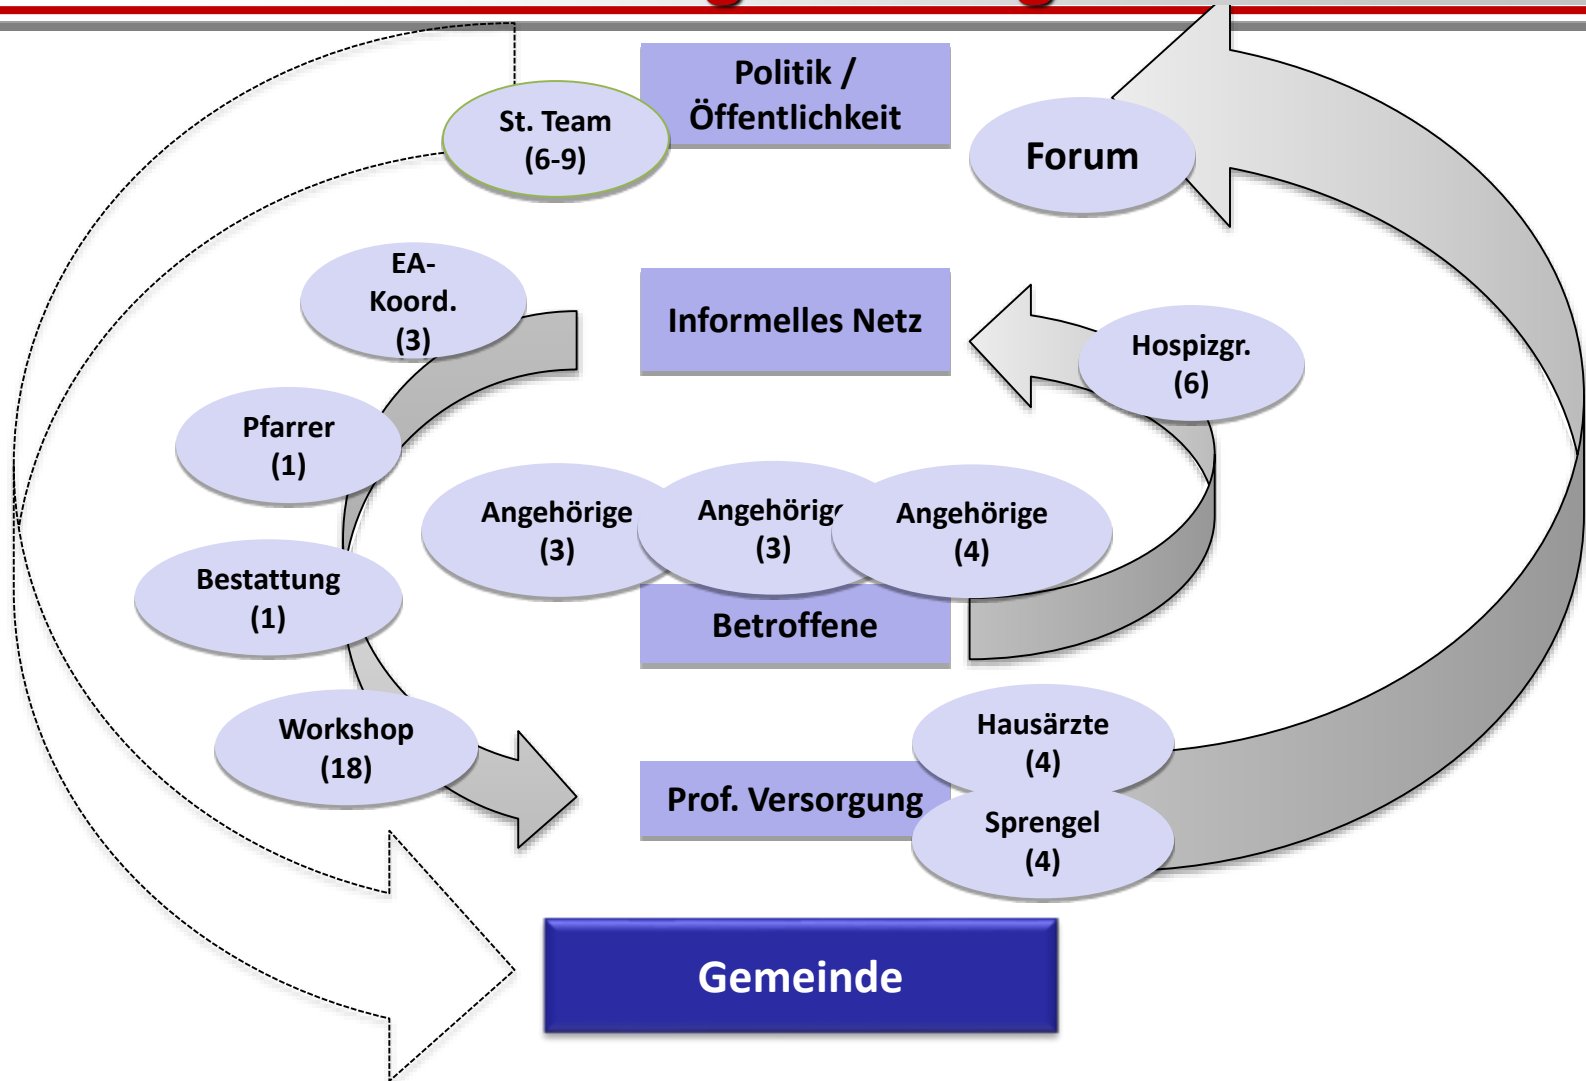 Politik /
Öffentlichkeit
St. Team
(6-9)
Forum
EA-
Koord.
(3)
Informelles Netz
Hospizgr.
(6)
Pfarrer
(1)
Angehörige
(3)
Angehörige
(3)
Angehörige
(4)
Bestattung
(1)
Betroffene
Workshop
(18)
Hausärzte
(4)
Prof. Versorgung
Sprengel
(4)
Gemeinde